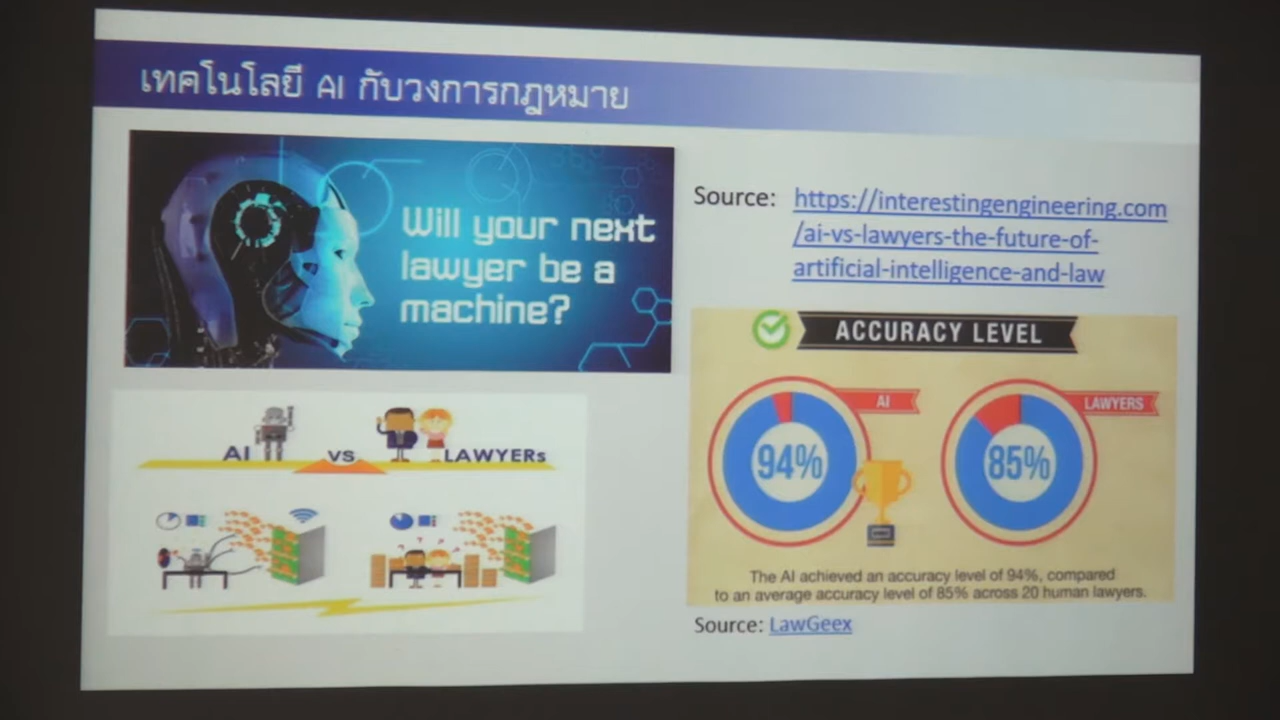 เทคโนโลยี AI กับวงการกฎหมาย
Will your next
lawyer be a
machine?
Source: https://interestingengineering.com
/ai-vs-lawyers-the-future-of-
artificial-intelligence-and-law
AI VS LAWYERs
ACCURACY LEVEL
AI
94%
LAWYERS
85%
The AI achieved an accuracy level of 94%, compared
to an average accuracy level of 85% across 20 human lawyers.
Source: LawGeex